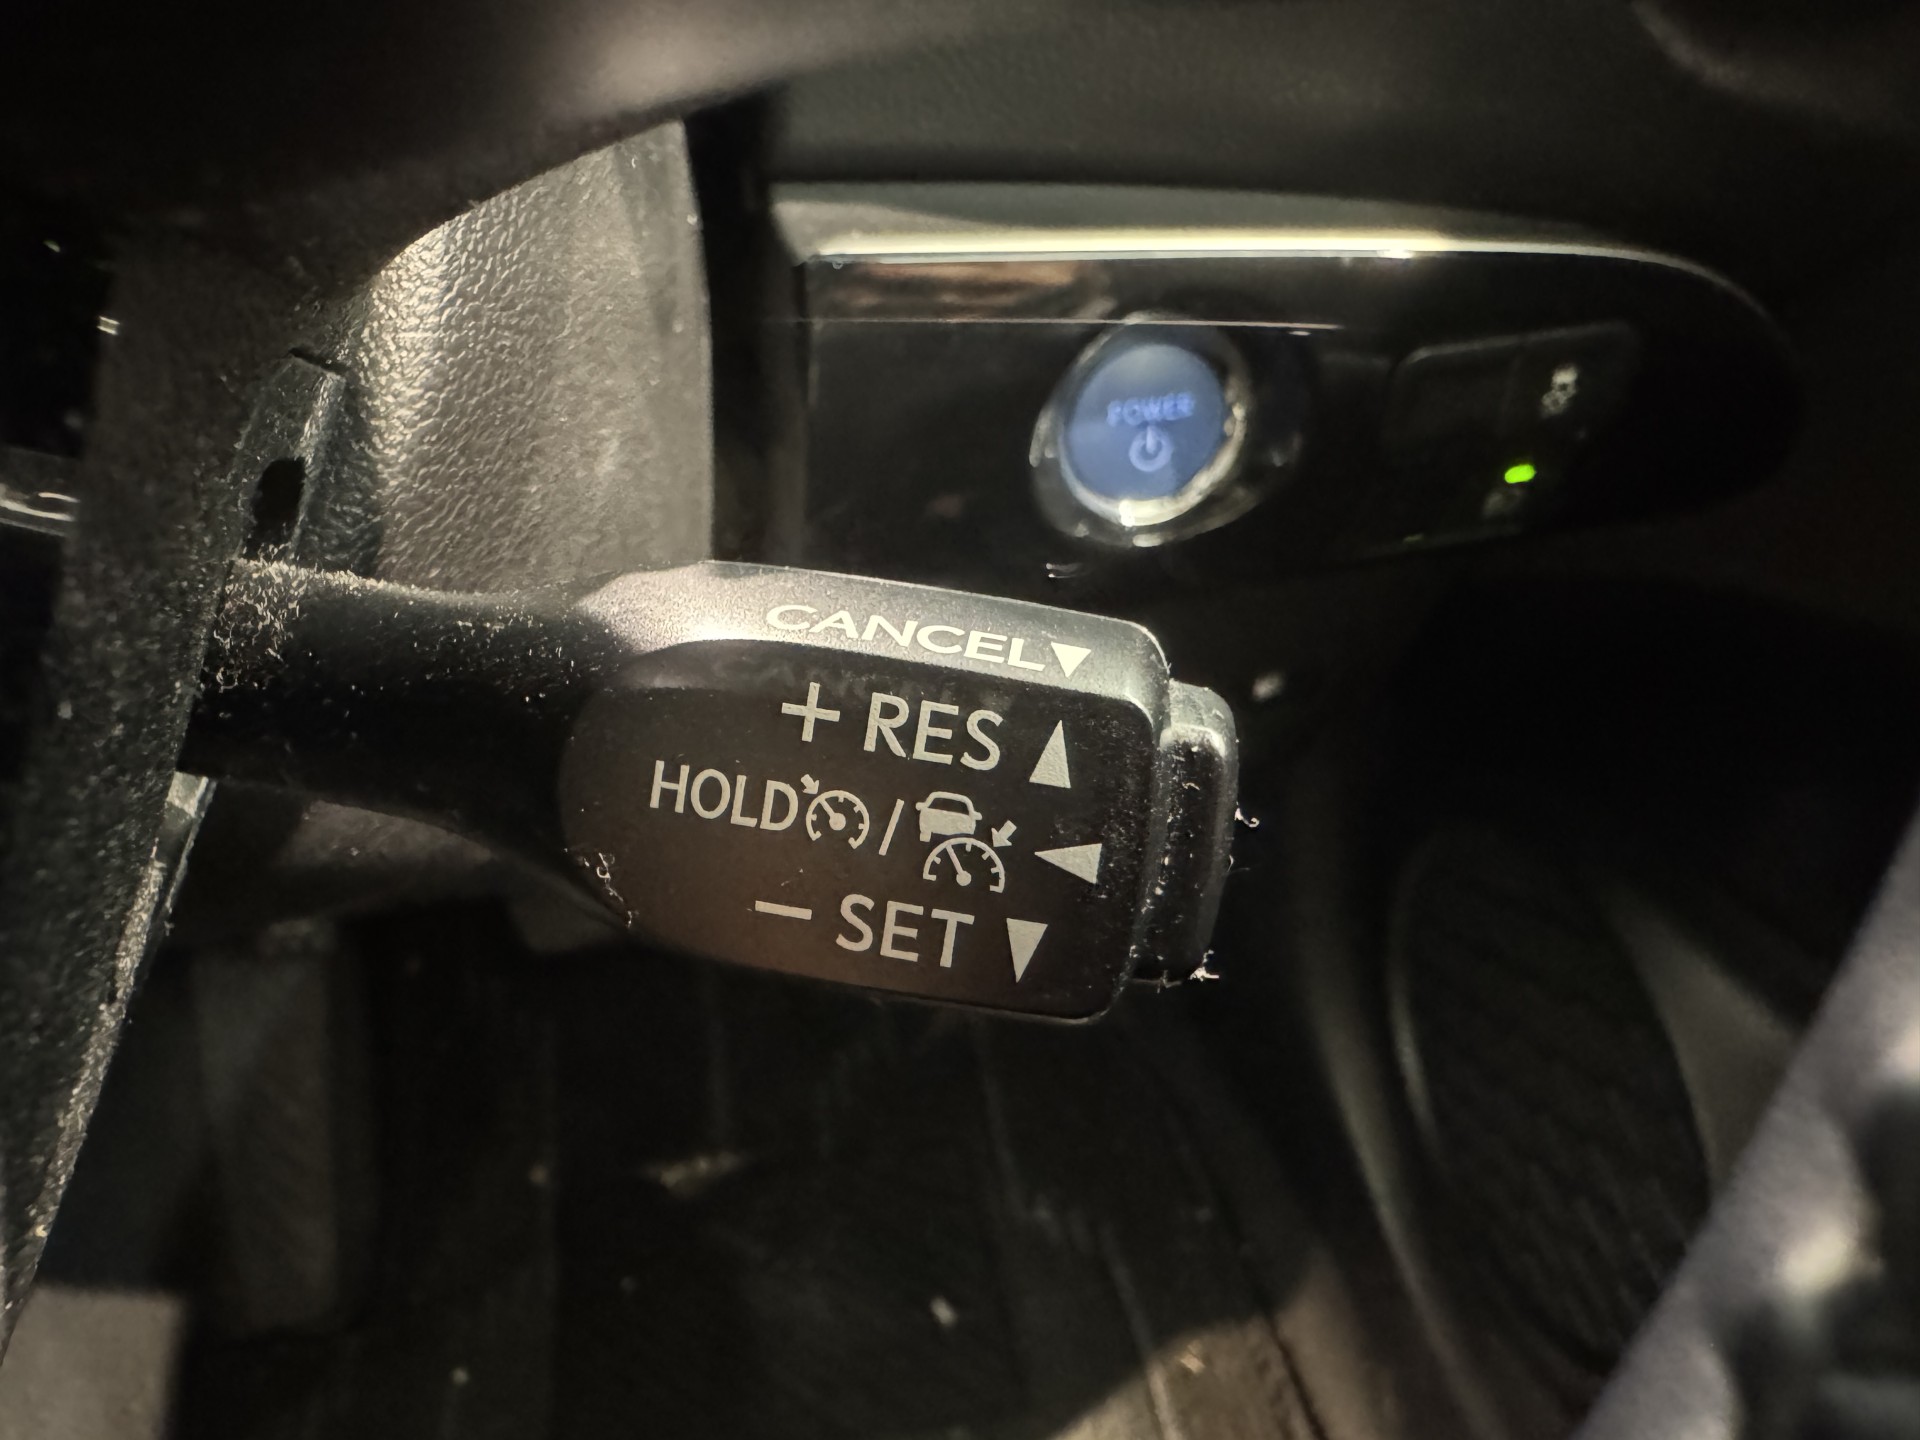 POWER
CANCEL▼
+ RES ▲
HOLD / ◀
− SET ▼